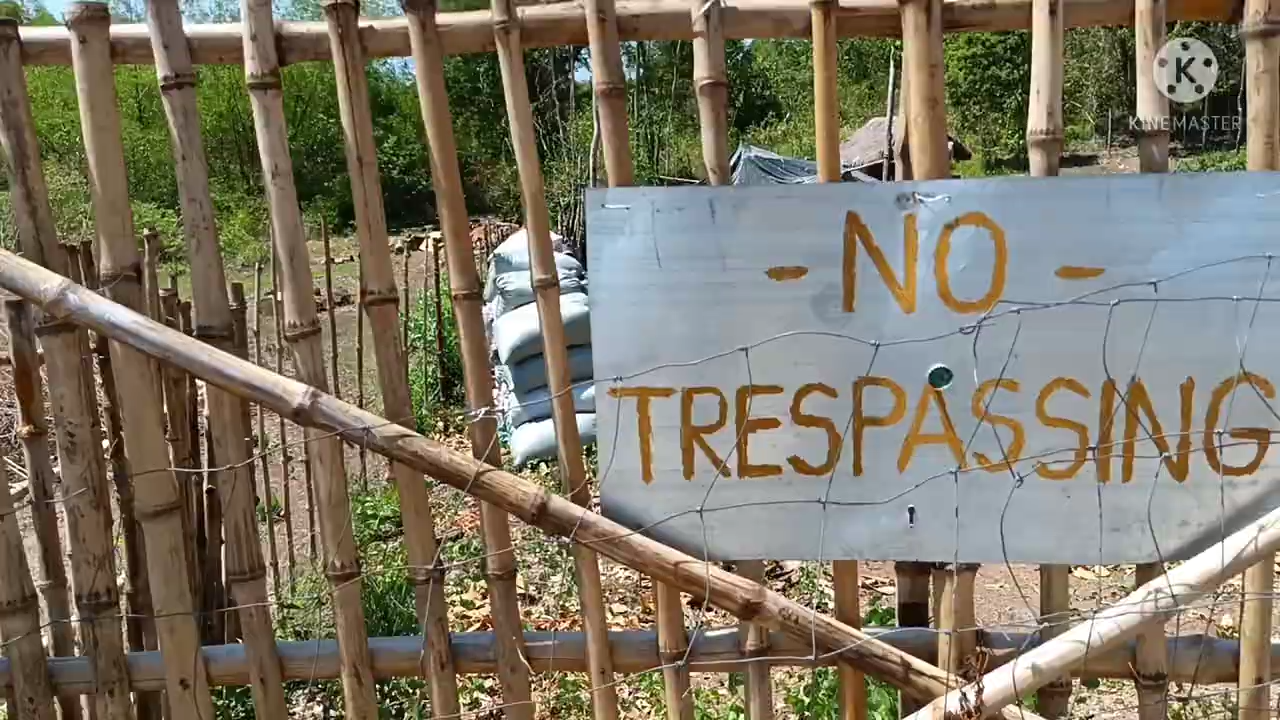 K
KINEMASTER
- NO -
TRESPASSING